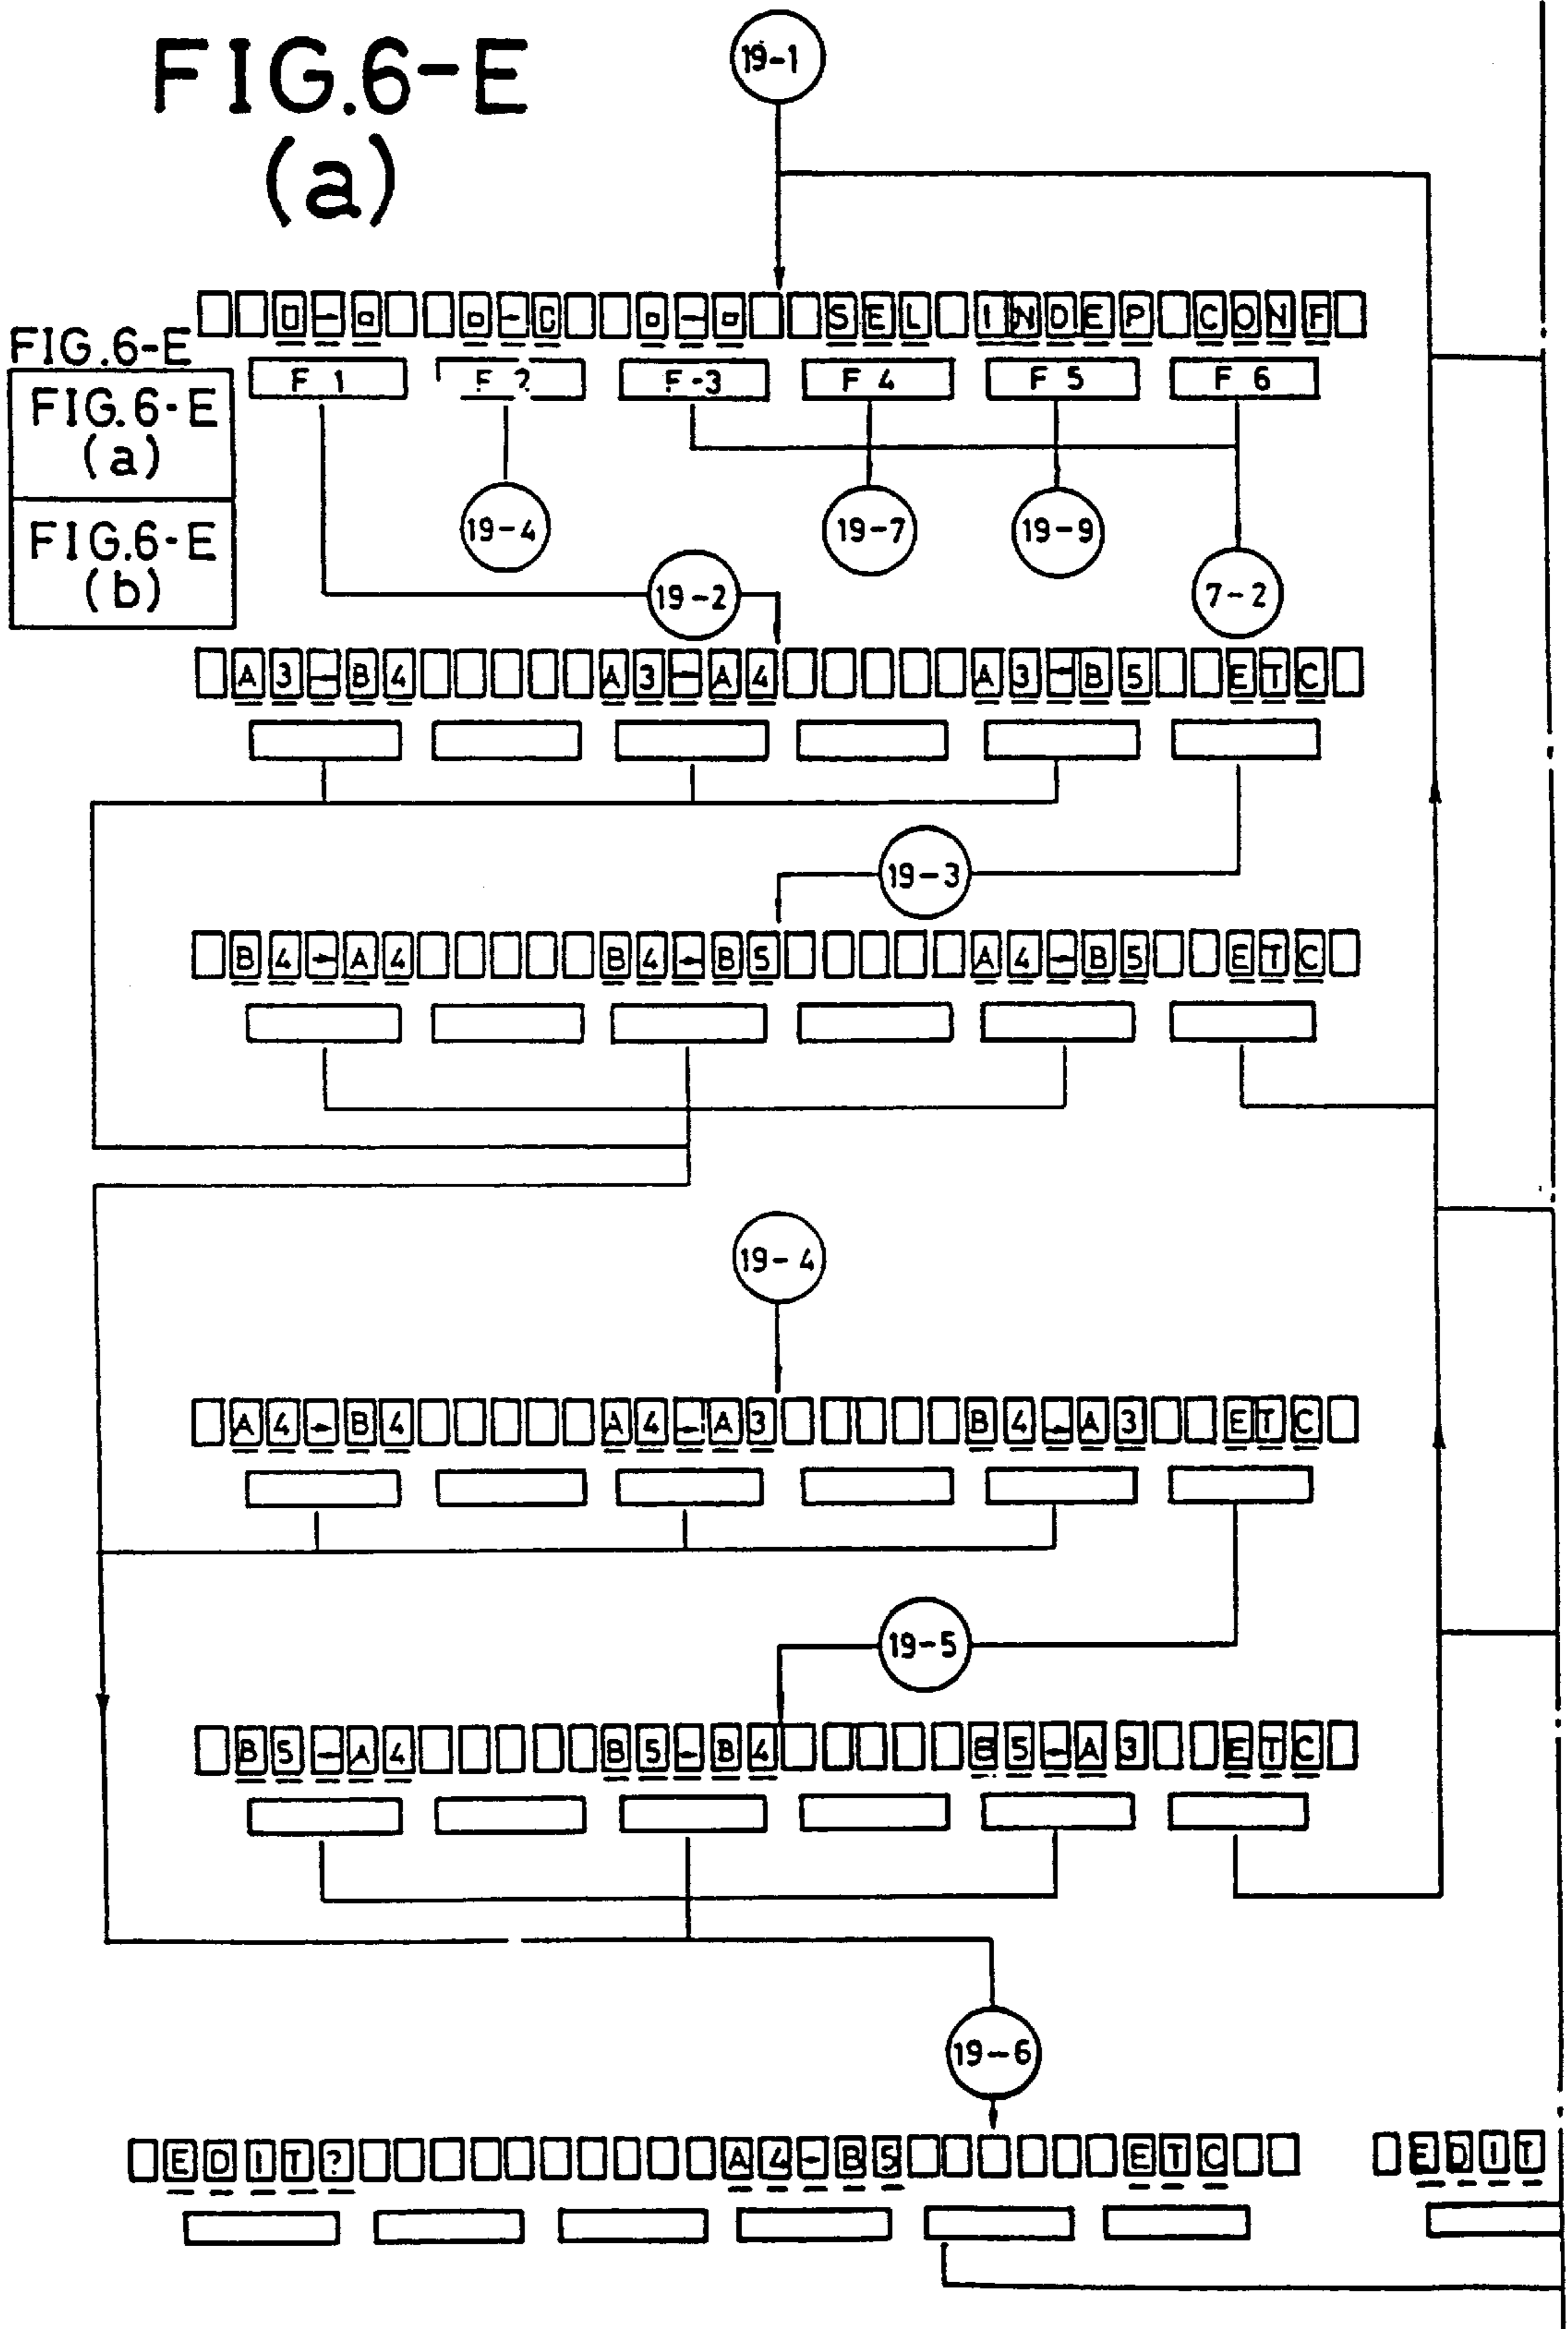 FIG.6-E
(a)
19-1
□→□ □→□ □→□ SEL INDEP CONF
FIG.6-E
FIG.6-E
(a)
FIG.6-E
(b)
F 1 F 2 F-3 F 4 F 5 F 6
19-4 19-7 19-9
19-2 7-2
A3→B4 A3→A4 A3→B5 ETC
19-3
B4→A4 B4→B5 A4→B5 ETC
19-4
A4→B4 A4→A3 B4→A3 ETC
19-5
B5→A4 B5→B4 B5→A3 ETC
19-6
EDIT? A4→B5 ETC EDIT